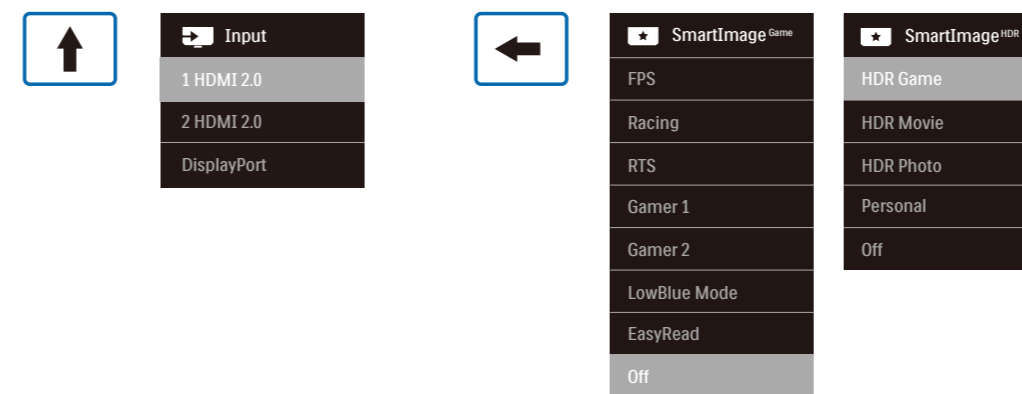 Input
1 HDMI 2.0
2 HDMI 2.0
DisplayPort
SmartImage Game
FPS
Racing
RTS
Gamer 1
Gamer 2
LowBlue Mode
EasyRead
Off
SmartImage HDR
HDR Game
HDR Movie
HDR Photo
Personal
Off